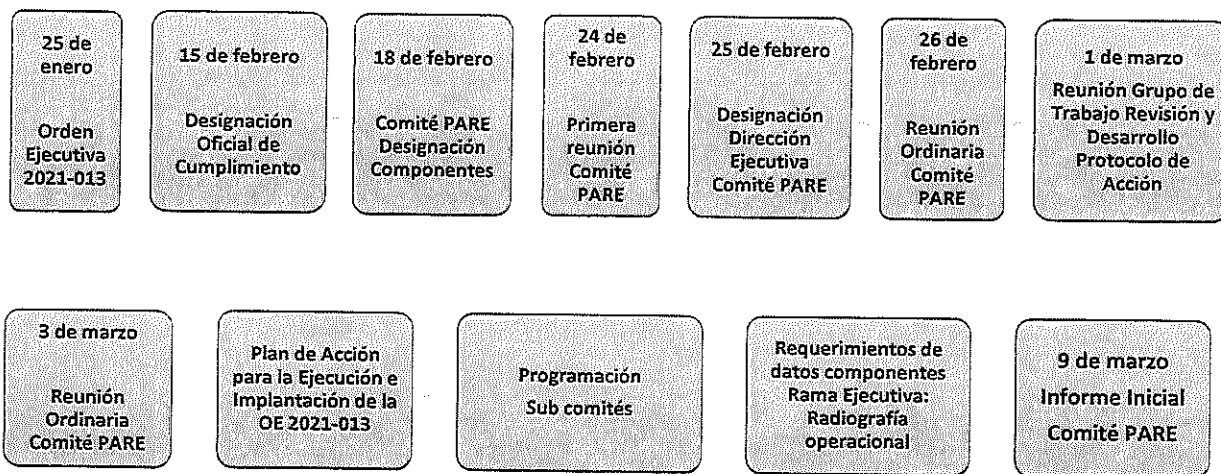 25 de
enero
Orden
Ejecutiva
2021-013
15 de febrero
Designación
Oficial de
Cumplimiento
18 de febrero
Comité PARE
Designación
Componentes
24 de
febrero
Primera
reunión
Comité
PARE
25 de febrero
Designación
Dirección
Ejecutiva
Comité PARE
26 de
febrero
Reunión
Ordinaria
Comité
PARE
1 de marzo
Reunión Grupo de
Trabajo Revisión y
Desarrollo
Protocolo de
Acción
3 de marzo
Reunión
Ordinaria
Comité PARE
Plan de Acción
para la Ejecución e
Implantación de la
OE 2021-013
Programación
Sub comités
Requerimientos de
datos componentes
Rama Ejecutiva:
Radiografía
operacional
9 de marzo
Informe Inicial
Comité PARE